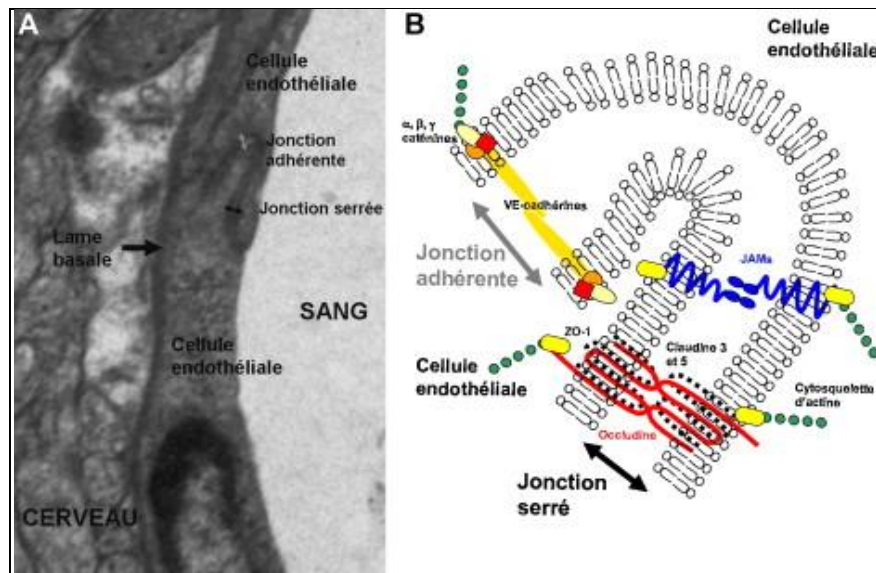 A
Cellule
endothéliale
Jonction
adhérente
Jonction serrée
Lame
basale
SANG
Cellule
endothéliale
CERVEAU
B
Cellule
endothéliale
α, β, γ
caténines
VE-cadhérines
Jonction
adhérente
JAMs
ZO-1
Claudine 3
et 5
Cellule
endothéliale
Cytosquelette
d'actine
Occludine
Jonction
serré